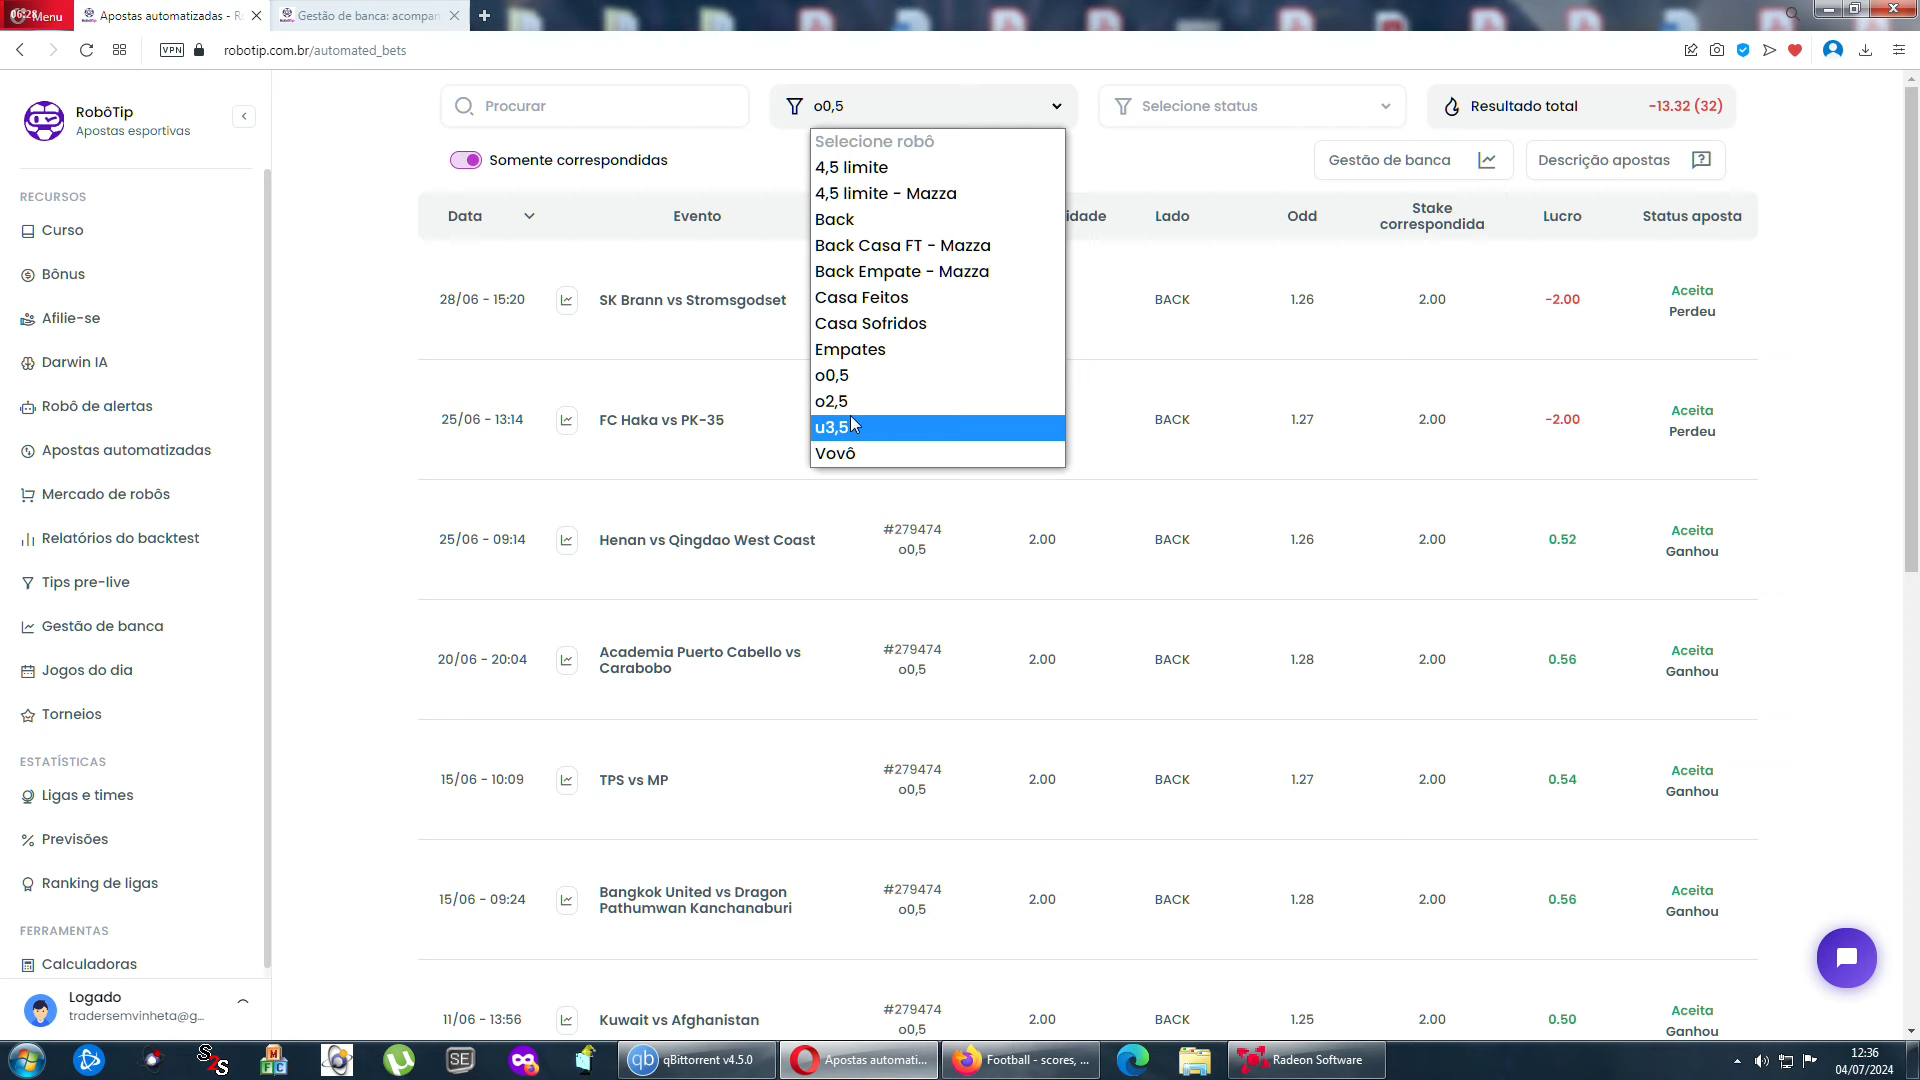 06:28
Menu
Apostas automatizadas - R
Gestão de banca: acompan
VPN
robotip.com.br/automated_bets
RobôTip
Apostas esportivas
RECURSOS
Curso
Bônus
Afilie-se
Darwin IA
Robô de alertas
Apostas automatizadas
Mercado de robôs
Relatórios do backtest
Tips pre-live
Gestão de banca
Jogos do dia
Torneios
ESTATÍSTICAS
Ligas e times
Previsões
Ranking de ligas
FERRAMENTAS
Calculadoras
Logado
tradersemvinheta@g...
Procurar
o0,5
Selecione status
Resultado total
-13.32 (32)
Somente correspondidas
Gestão de banca
Descrição apostas
Selecione robô
4,5 limite
4,5 limite - Mazza
Back
Back Casa FT - Mazza
Back Empate - Mazza
Casa Feitos
Casa Sofridos
Empates
o0,5
o2,5
u3,5
Vovô
Data
Evento
idade
Lado
Odd
Stake
correspondida
Lucro
Status aposta
28/06 - 15:20
SK Brann vs Stromsgodset
BACK
1.26
2.00
-2.00
Aceita
Perdeu
25/06 - 13:14
FC Haka vs PK-35
BACK
1.27
2.00
-2.00
Aceita
Perdeu
25/06 - 09:14
Henan vs Qingdao West Coast
#279474
o0,5
2.00
BACK
1.26
2.00
0.52
Aceita
Ganhou
20/06 - 20:04
Academia Puerto Cabello vs
Carabobo
#279474
o0,5
2.00
BACK
1.28
2.00
0.56
Aceita
Ganhou
15/06 - 10:09
TPS vs MP
#279474
o0,5
2.00
BACK
1.27
2.00
0.54
Aceita
Ganhou
15/06 - 09:24
Bangkok United vs Dragon
Pathumwan Kanchanaburi
#279474
o0,5
2.00
BACK
1.28
2.00
0.56
Aceita
Ganhou
11/06 - 13:56
Kuwait vs Afghanistan
#279474
o0,5
2.00
BACK
1.25
2.00
0.50
Aceita
Ganhou
qBittorrent v4.5.0
Apostas automati...
Football - scores, ...
Radeon Software
12:36
04/07/2024